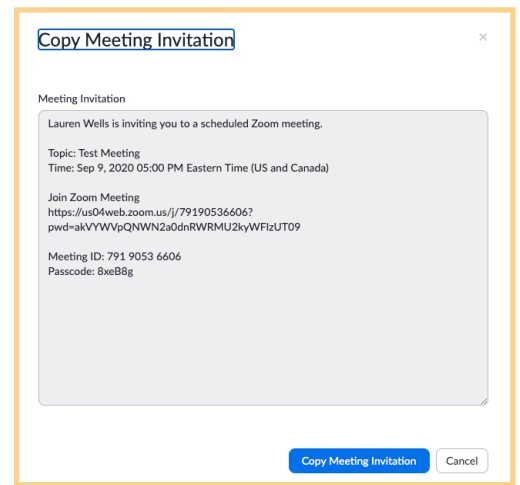 Copy Meeting Invitation
×
Meeting Invitation
Lauren Wells is inviting you to a scheduled Zoom meeting.
Topic: Test Meeting
Time: Sep 9, 2020 05:00 PM Eastern Time (US and Canada)
Join Zoom Meeting
https://us04web.zoom.us/j/79190536606?
pwd=akVYWVpQNWN2a0dnRWRMU2kyWFIzUT09
Meeting ID: 791 9053 6606
Passcode: 8xeB8g
Copy Meeting Invitation
Cancel